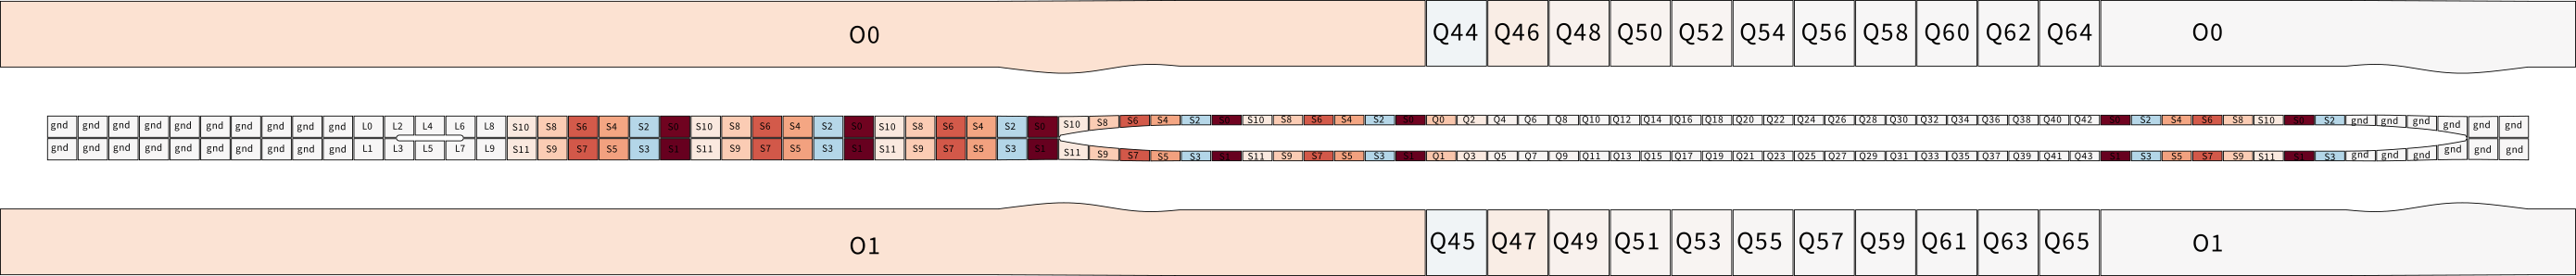 O0 Q44 Q46 Q48 Q50 Q52 Q54 Q56 Q58 Q60 Q62 Q64 O0
gnd gnd gnd gnd gnd gnd gnd gnd gnd gnd L0 L2 L4 L6 L8 S10 S8 S6 S4 S2 S0 S10 S8 S6 S4 S2 S0 S10 S8 S6 S4 S2 S0 S10 S8 S6 S4 S2 S0 S10 S8 S6 S4 S2 S0 Q0 Q2 Q4 Q6 Q8 Q10 Q12 Q14 Q16 Q18 Q20 Q22 Q24 Q26 Q28 Q30 Q32 Q34 Q36 Q38 Q40 Q42 S0 S2 S4 S6 S8 S10 S0 S2 gnd gnd gnd gnd gnd gnd
gnd gnd gnd gnd gnd gnd gnd gnd gnd gnd L1 L3 L5 L7 L9 S11 S9 S7 S5 S3 S1 S11 S9 S7 S5 S3 S1 S11 S9 S7 S5 S3 S1 S11 S9 S7 S5 S3 S1 S11 S9 S7 S5 S3 S1 Q1 Q3 Q5 Q7 Q9 Q11 Q13 Q15 Q17 Q19 Q21 Q23 Q25 Q27 Q29 Q31 Q33 Q35 Q37 Q39 Q41 Q43 S1 S3 S5 S7 S9 S11 S1 S3 gnd gnd gnd gnd gnd gnd
O1 Q45 Q47 Q49 Q51 Q53 Q55 Q57 Q59 Q61 Q63 Q65 O1